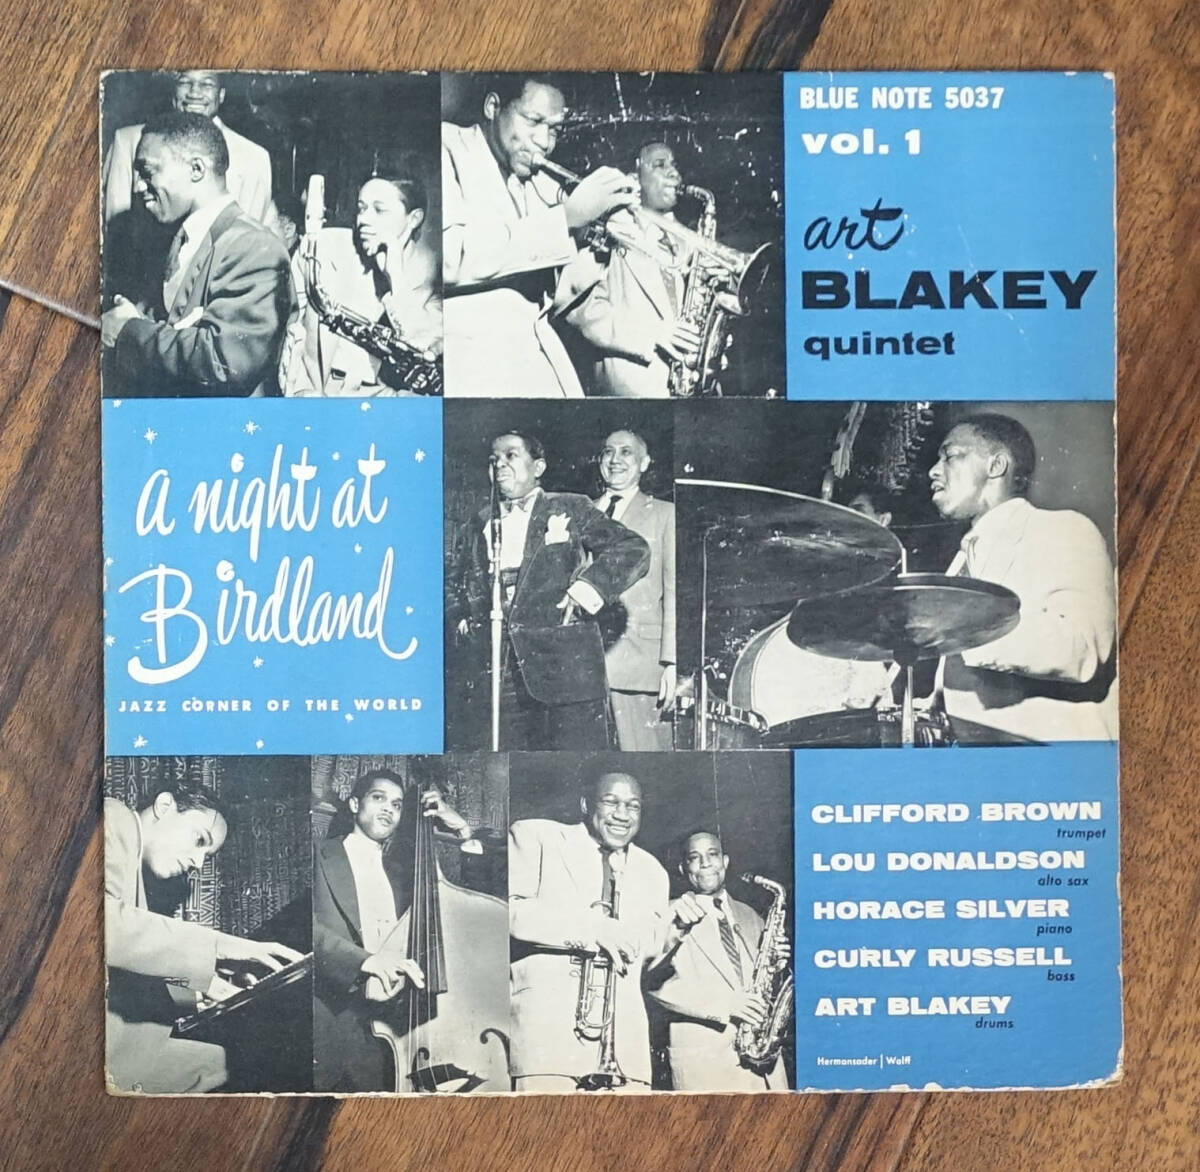 BLUE NOTE 5037
vol. 1
art
BLAKEY
quintet
a night at
Birdland
JAZZ CORNER OF THE WORLD
CLIFFORD BROWN
trumpet
LOU DONALDSON
alto sax
HORACE SILVER
piano
CURLY RUSSELL
bass
ART BLAKEY
drums
Hermansader | Wolff